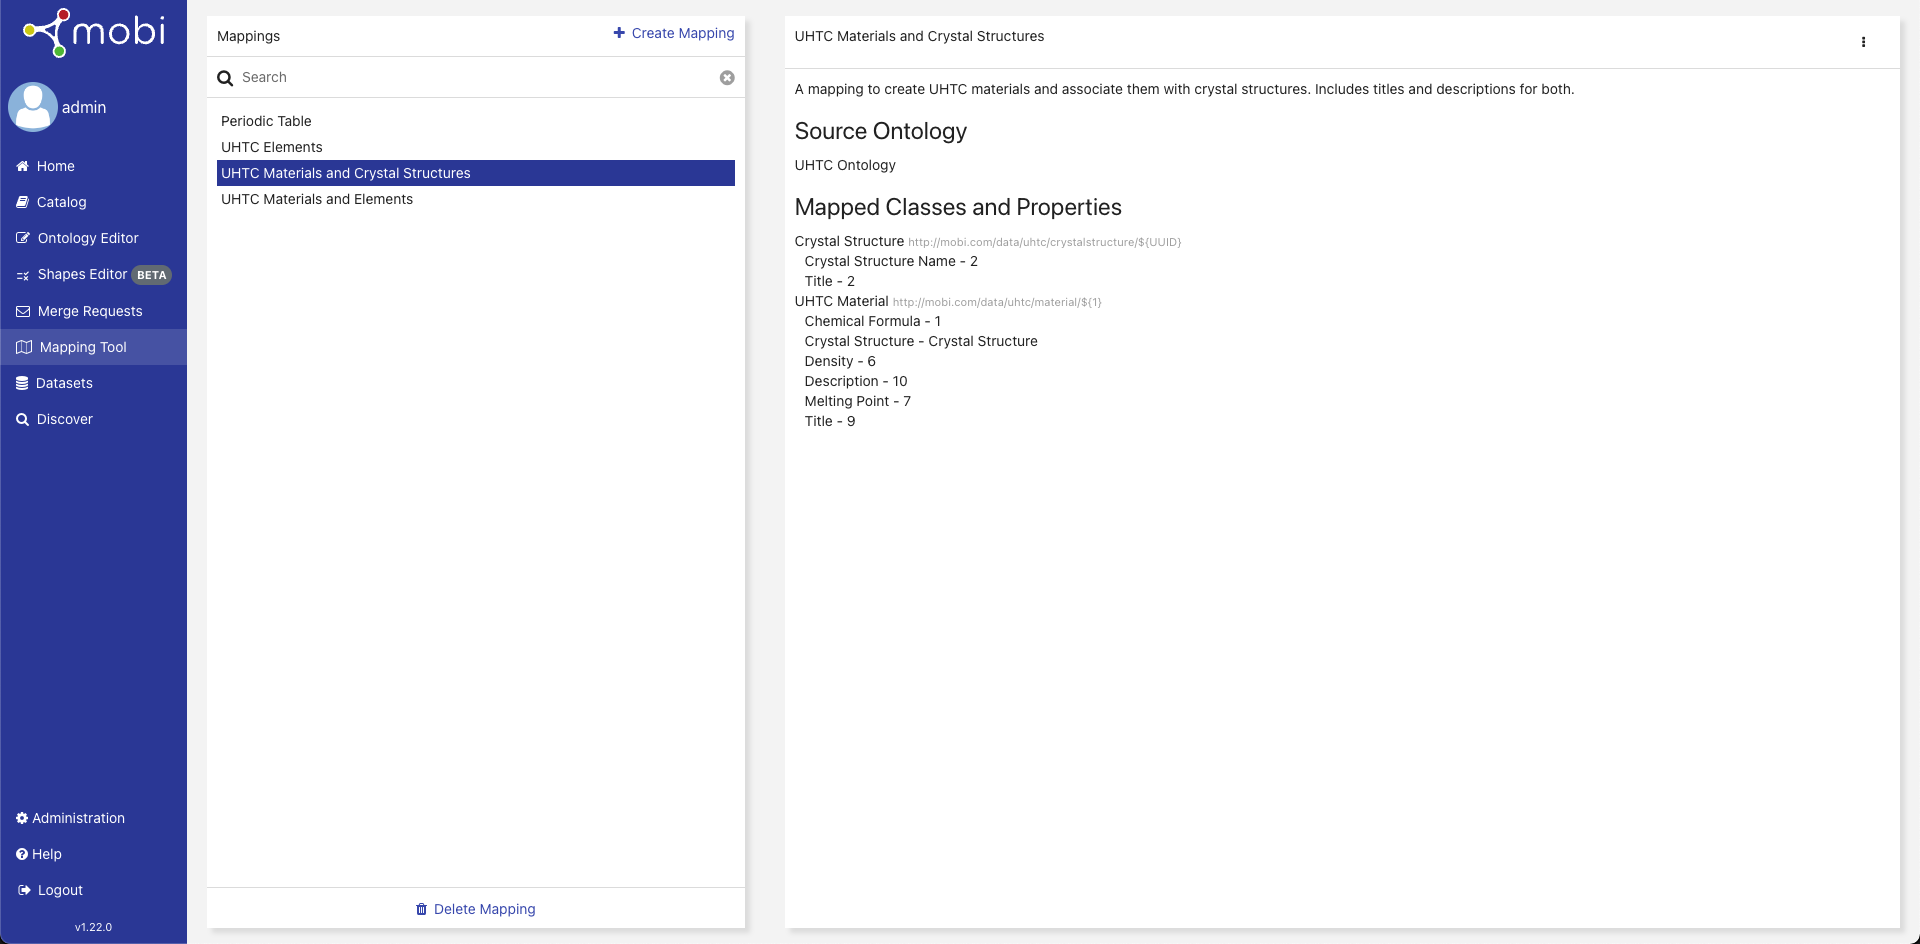 mobi
admin
Home
Catalog
Ontology Editor
Shapes Editor BETA
Merge Requests
Mapping Tool
Datasets
Discover
Administration
Help
Logout
v1.22.0
Mappings
Create Mapping
Search
Periodic Table
UHTC Elements
UHTC Materials and Crystal Structures
UHTC Materials and Elements
Delete Mapping
UHTC Materials and Crystal Structures
A mapping to create UHTC materials and associate them with crystal structures. Includes titles and descriptions for both.
Source Ontology
UHTC Ontology
Mapped Classes and Properties
Crystal Structure http://mobi.com/data/uhtc/crystalstructure/${UUID}
Crystal Structure Name - 2
Title - 2
UHTC Material http://mobi.com/data/uhtc/material/${1}
Chemical Formula - 1
Crystal Structure - Crystal Structure
Density - 6
Description - 10
Melting Point - 7
Title - 9